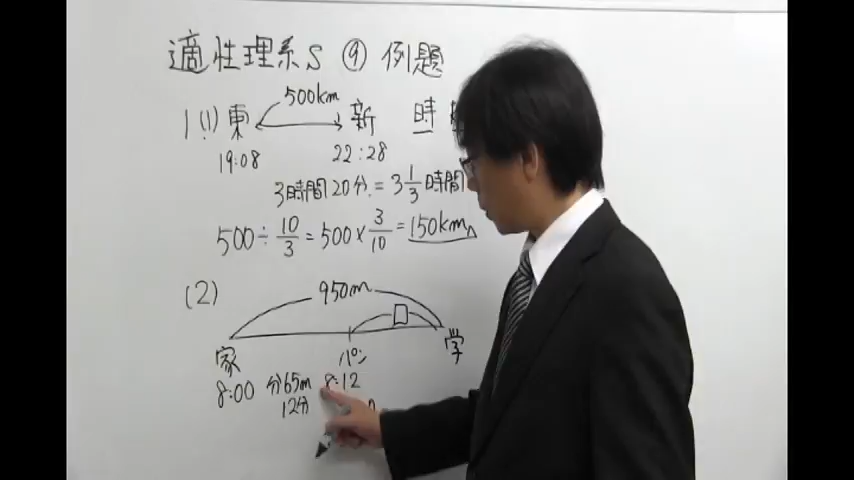 適性理系S ⑨ 例題
1 (1) 東 500km 新 時
19:08 22:28
3時間20分 = 3 1/3 時間
500 ÷ 10/3 = 500 × 3/10 = 150km
(2) 950m
□
家 パン 学
8:00 分65m 8:12
12分